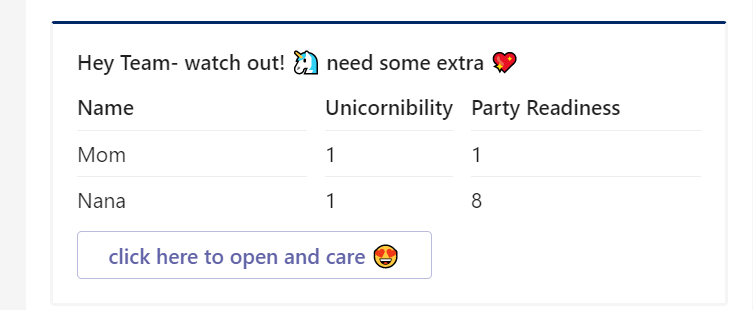 Hey Team- watch out! 🦄 need some extra 💖
Name Unicornibility Party Readiness
Mom 1 1
Nana 1 8
click here to open and care 😍